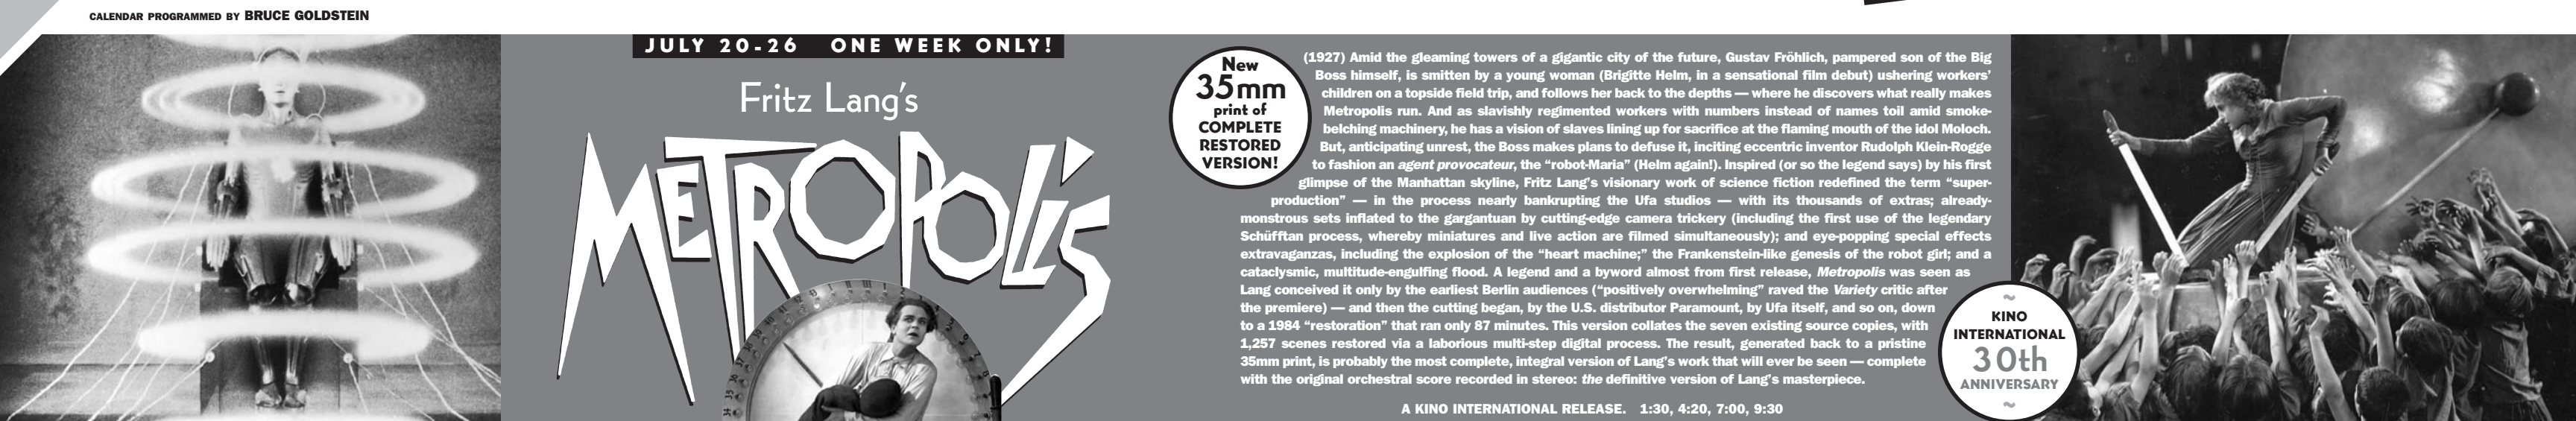 CALENDAR PROGRAMMED BY BRUCE GOLDSTEIN
JULY 20-26 ONE WEEK ONLY!
Fritz Lang's
METROPOLIS
New
35mm
print of
COMPLETE
RESTORED
VERSION!
(1927) Amid the gleaming towers of a gigantic city of the future, Gustav Fröhlich, pampered son of the Big
Boss himself, is smitten by a young woman (Brigitte Helm, in a sensational film debut) ushering workers'
children on a topside field trip, and follows her back to the depths — where he discovers what really makes
Metropolis run. And as slavishly regimented workers with numbers instead of names toil amid smoke-
belching machinery, he has a vision of slaves lining up for sacrifice at the flaming mouth of the idol Moloch.
But, anticipating unrest, the Boss makes plans to defuse it, inciting eccentric inventor Rudolph Klein-Rogge
to fashion an agent provocateur, the “robot-Maria” (Helm again!). Inspired (or so the legend says) by his first
glimpse of the Manhattan skyline, Fritz Lang's visionary work of science fiction redefined the term “super-
production” — in the process nearly bankrupting the Ufa studios — with its thousands of extras; already-
monstrous sets inflated to the gargantuan by cutting-edge camera trickery (including the first use of the legendary
Schüfftan process, whereby miniatures and live action are filmed simultaneously); and eye-popping special effects
extravaganzas, including the explosion of the “heart machine;” the Frankenstein-like genesis of the robot girl; and a
cataclysmic, multitude-engulfing flood. A legend and a byword almost from first release, Metropolis was seen as
Lang conceived it only by the earliest Berlin audiences (“positively overwhelming” raved the Variety critic after
the premiere) — and then the cutting began, by the U.S. distributor Paramount, by Ufa itself, and so on, down
to a 1984 “restoration” that ran only 87 minutes. This version collates the seven existing source copies, with
1,257 scenes restored via a laborious multi-step digital process. The result, generated back to a pristine
35mm print, is probably the most complete, integral version of Lang's work that will ever be seen — complete
with the original orchestral score recorded in stereo: the definitive version of Lang's masterpiece.
A KINO INTERNATIONAL RELEASE. 1:30, 4:20, 7:00, 9:30
~
KINO
INTERNATIONAL
30th
ANNIVERSARY
~